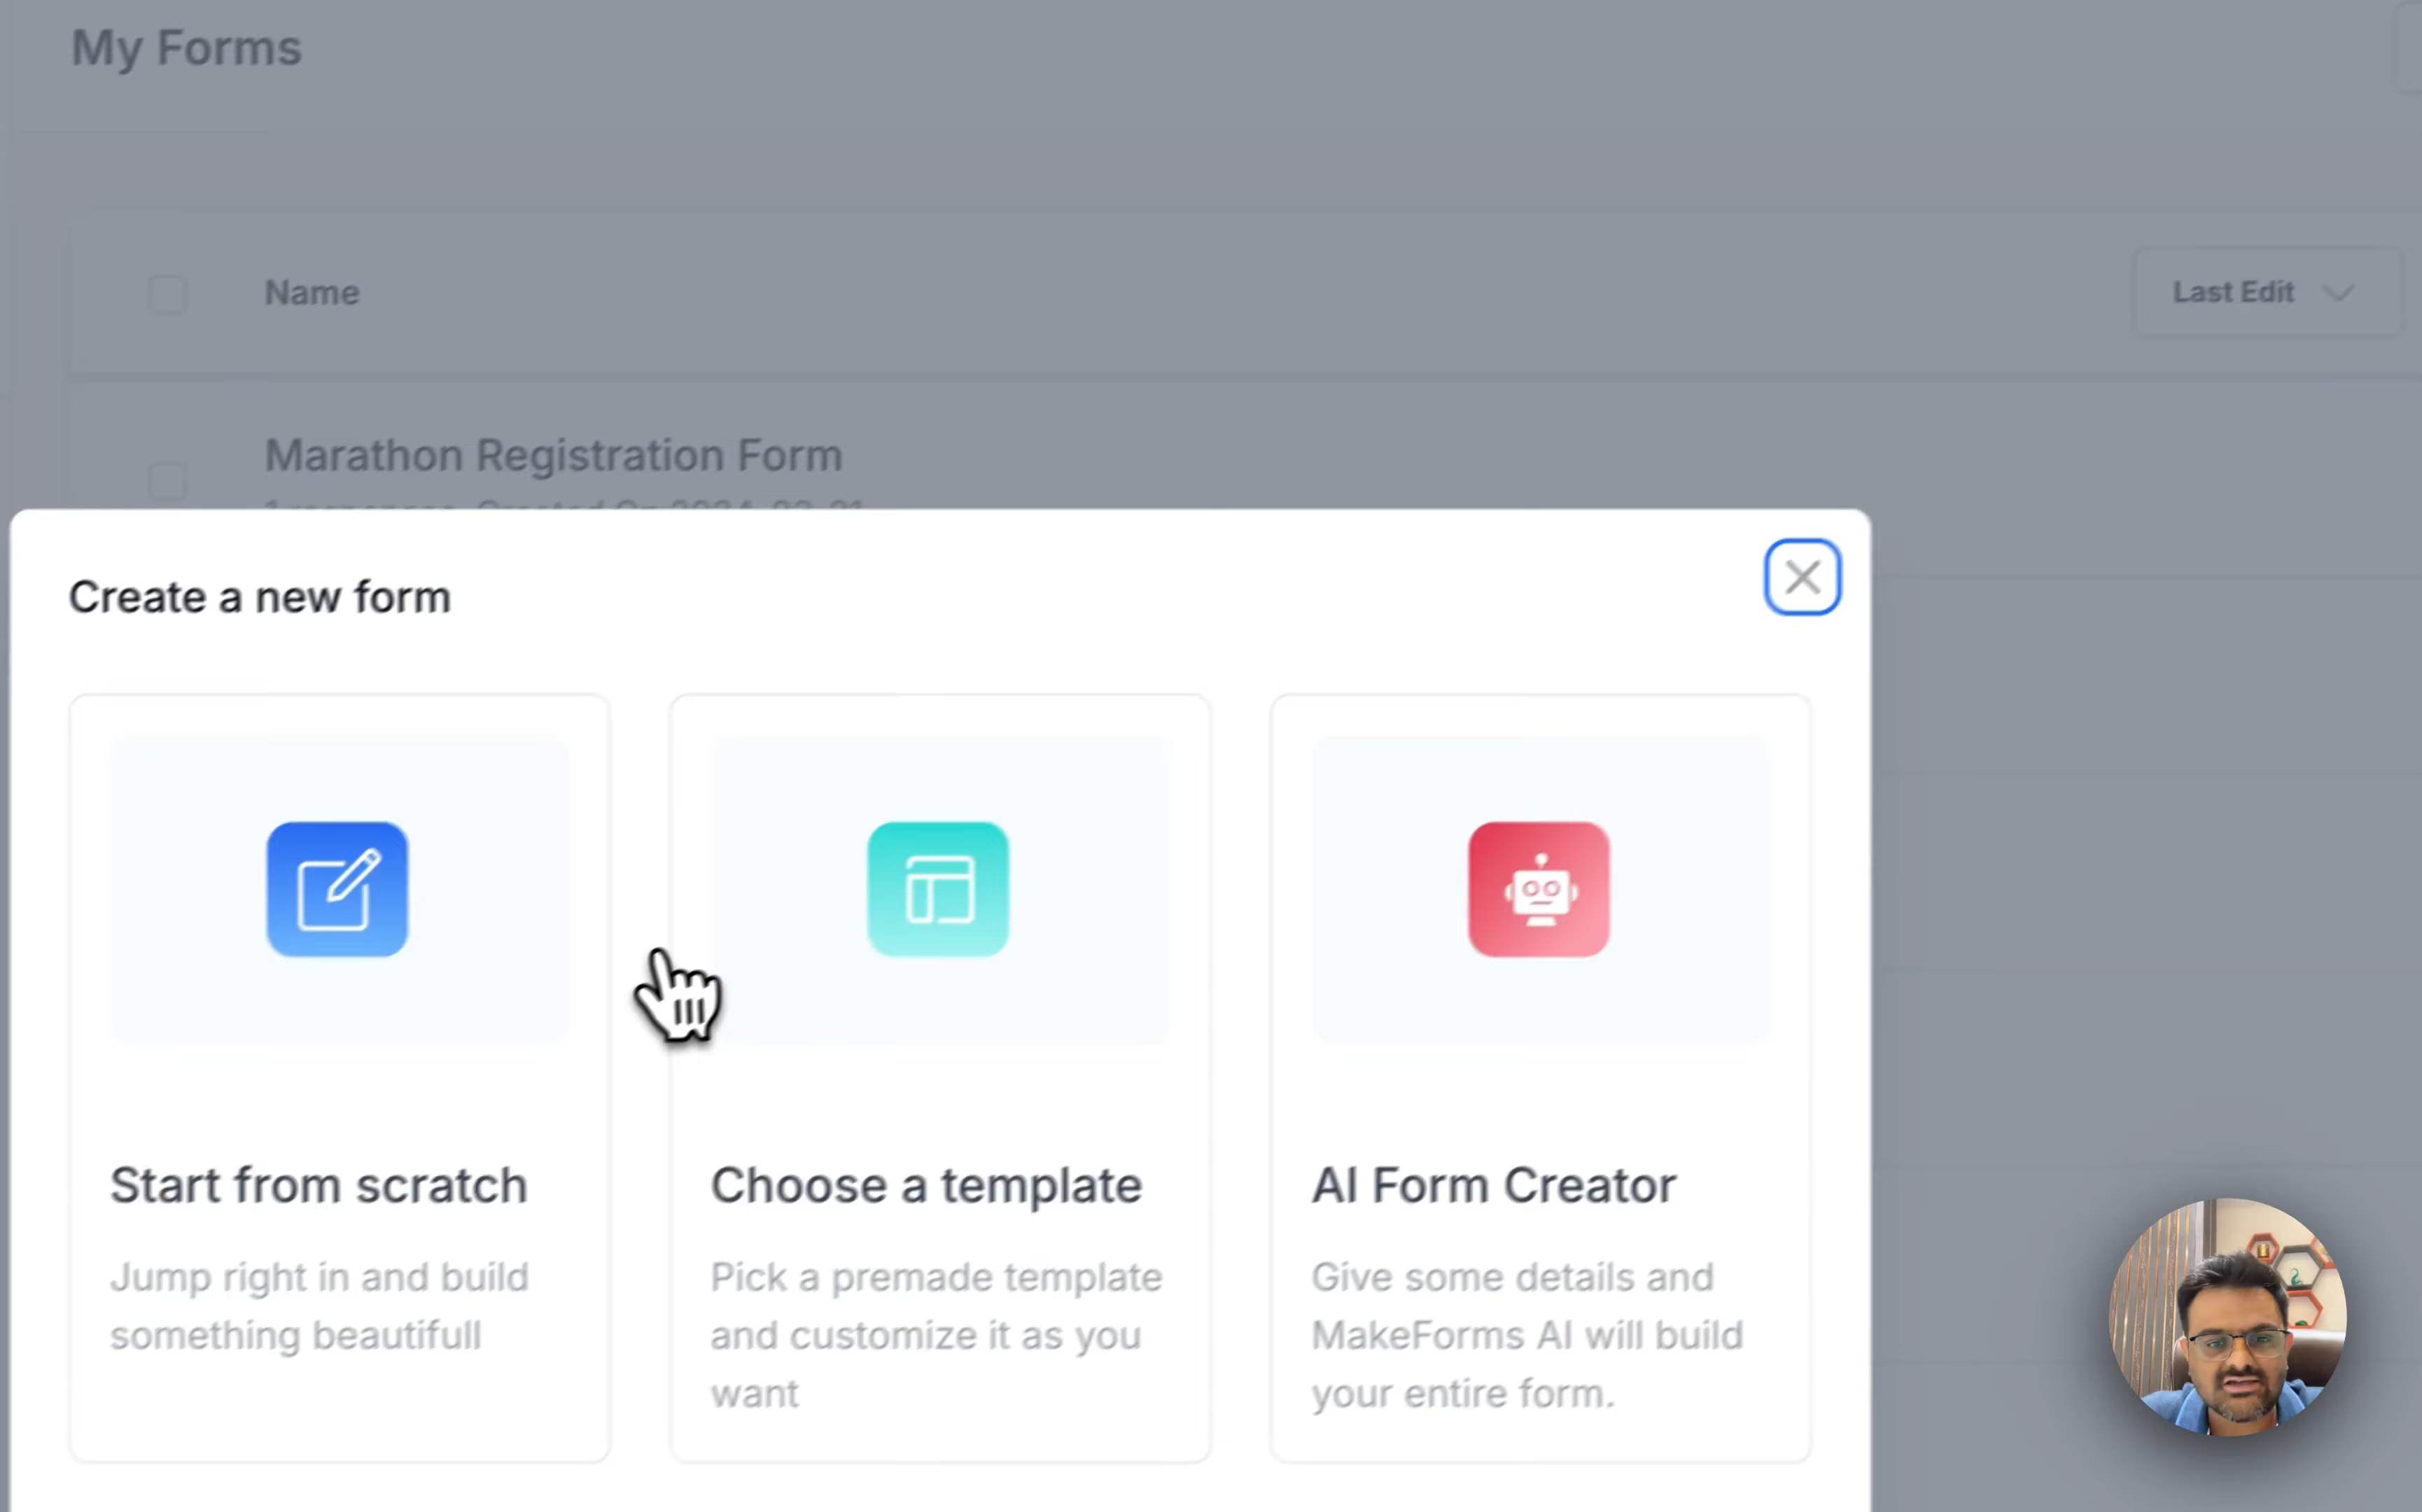 My Forms
Name
Last Edit
Marathon Registration Form
Create a new form
Start from scratch
Jump right in and build
something beautifull
Choose a template
Pick a premade template
and customize it as you
want
AI Form Creator
Give some details and
MakeForms AI will build
your entire form.